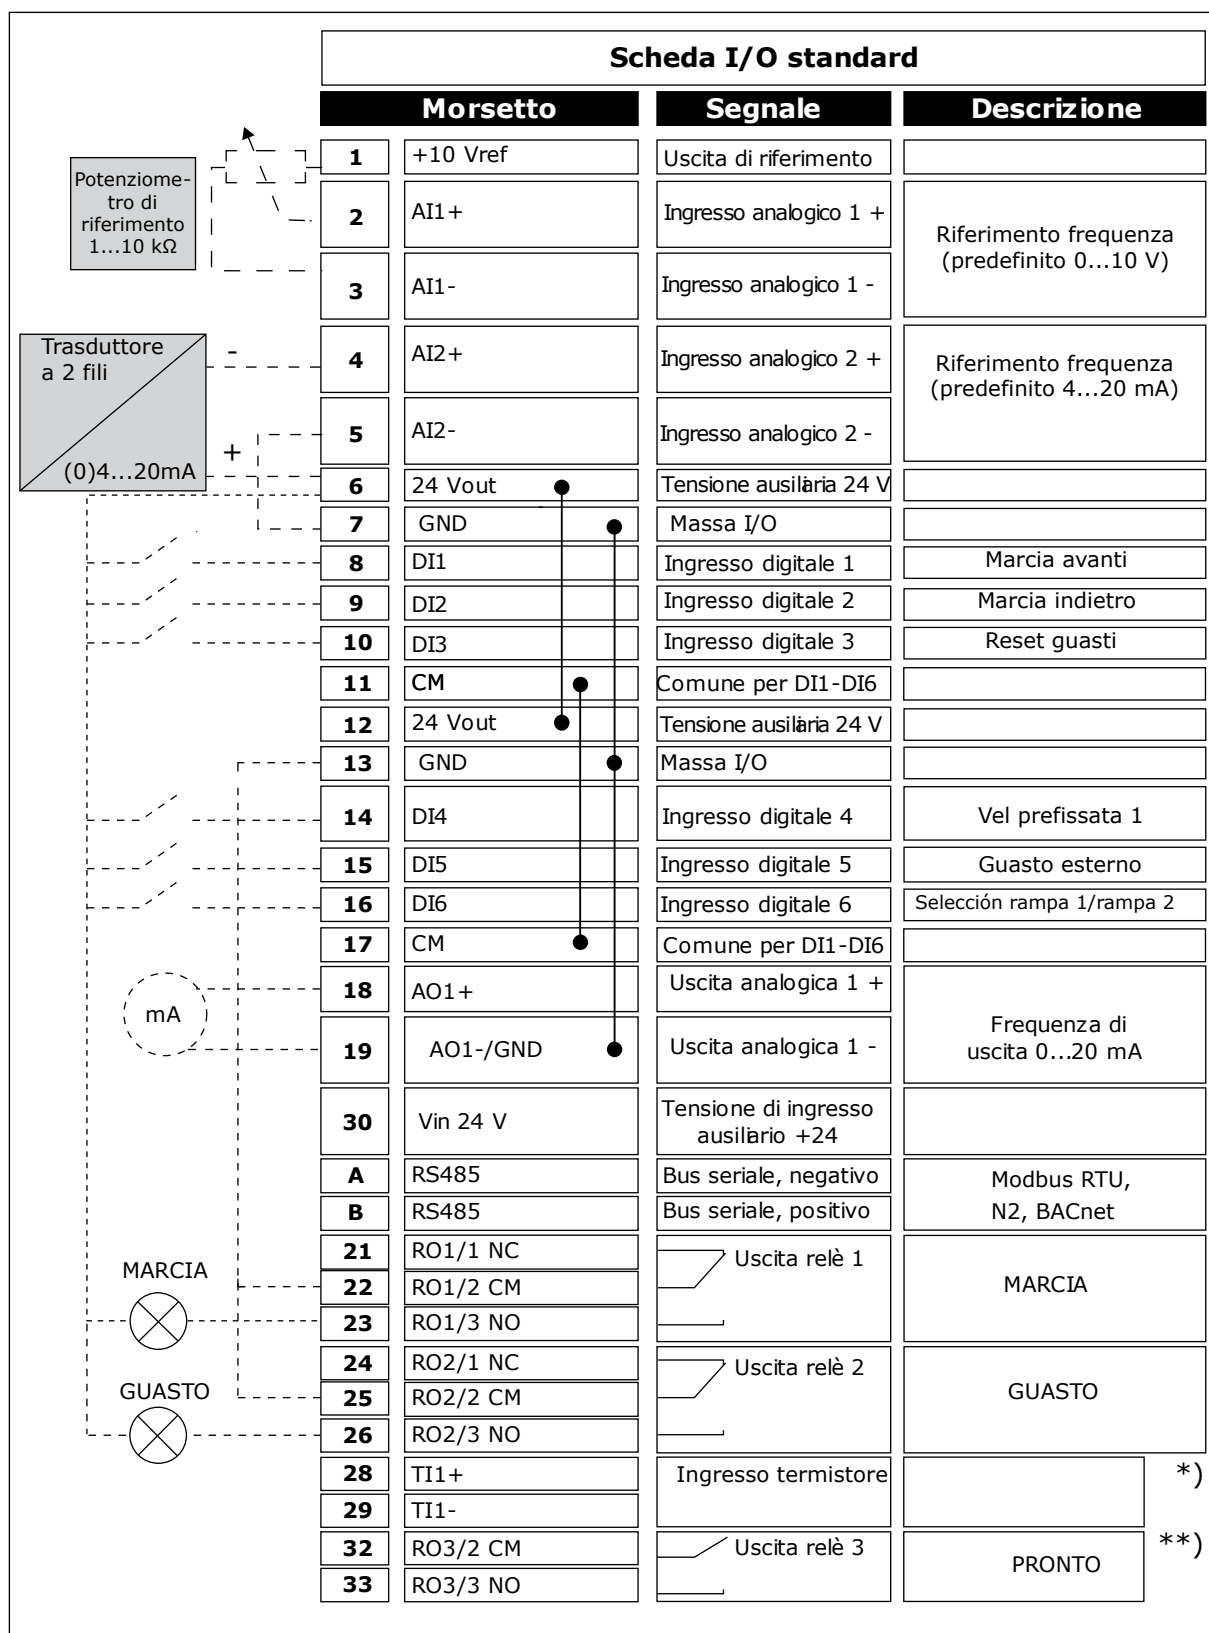 Scheda I/O standard
Morsetto Segnale Descrizione
Potenziome-
tro di
riferimento
1...10 kΩ
1 +10 Vref Uscita di riferimento
2 AI1+ Ingresso analogico 1 +
Riferimento frequenza
(predefinito 0...10 V)
3 AI1- Ingresso analogico 1 -
Trasduttore
a 2 fili
(0)4...20mA
-
+
4 AI2+ Ingresso analogico 2 +
Riferimento frequenza
(predefinito 4...20 mA)
5 AI2- Ingresso analogico 2 -
6 24 Vout Tensione ausiliaria 24 V
7 GND Massa I/O
8 DI1 Ingresso digitale 1 Marcia avanti
9 DI2 Ingresso digitale 2 Marcia indietro
10 DI3 Ingresso digitale 3 Reset guasti
11 CM Comune per DI1-DI6
12 24 Vout Tensione ausiliaria 24 V
13 GND Massa I/O
14 DI4 Ingresso digitale 4 Vel prefissata 1
15 DI5 Ingresso digitale 5 Guasto esterno
16 DI6 Ingresso digitale 6 Selección rampa 1/rampa 2
17 CM Comune per DI1-DI6
mA
18 AO1+ Uscita analogica 1 +
Frequenza di
uscita 0...20 mA
19 AO1-/GND Uscita analogica 1 -
30 Vin 24 V Tensione di ingresso
ausiliario +24
A RS485 Bus seriale, negativo Modbus RTU,
B RS485 Bus seriale, positivo N2, BACnet
21 RO1/1 NC Uscita relè 1
MARCIA
22 RO1/2 CM MARCIA
23 RO1/3 NO
24 RO2/1 NC Uscita relè 2
GUASTO
25 RO2/2 CM GUASTO
26 RO2/3 NO
28 TI1+ Ingresso termistore *)
29 TI1-
32 RO3/2 CM Uscita relè 3 PRONTO **)
33 RO3/3 NO